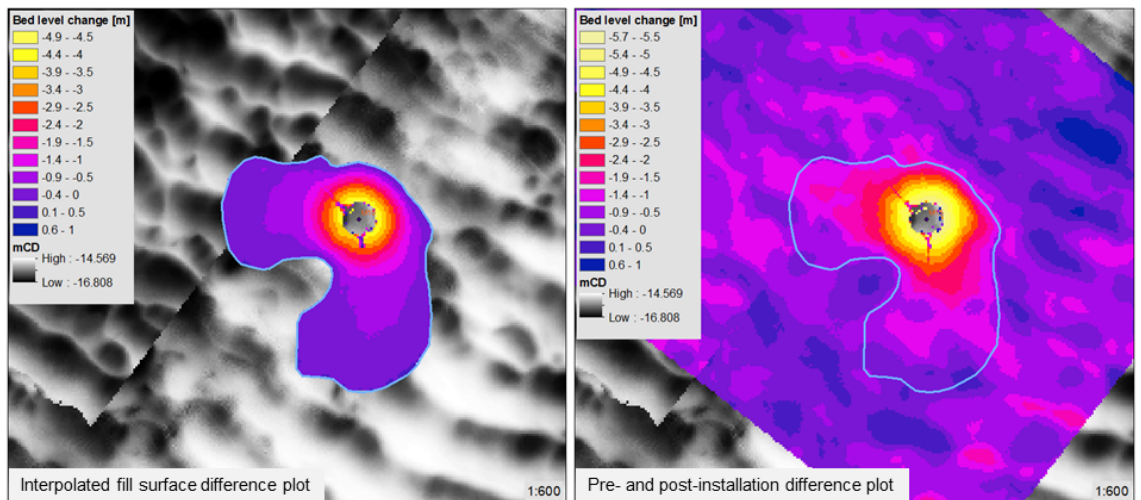 Bed level change [m]
-4.9 - -4.5
-4.4 - -4
-3.9 - -3.5
-3.4 - -3
-2.9 - -2.5
-2.4 - -2
-1.9 - -1.5
-1.4 - -1
-0.9 - -0.5
-0.4 - 0
0.1 - 0.5
0.6 - 1
mCD
High : -14.569
Low : -16.808
Interpolated fill surface difference plot
1:600
Bed level change [m]
-5.7 - -5.5
-5.4 - -5
-4.9 - -4.5
-4.4 - -4
-3.9 - -3.5
-3.4 - -3
-2.9 - -2.5
-2.4 - -2
-1.9 - -1.5
-1.4 - -1
-0.9 - -0.5
-0.4 - 0
0.1 - 0.5
0.6 - 1
mCD
High : -14.569
Low : -16.808
Pre- and post-installation difference plot
1:600